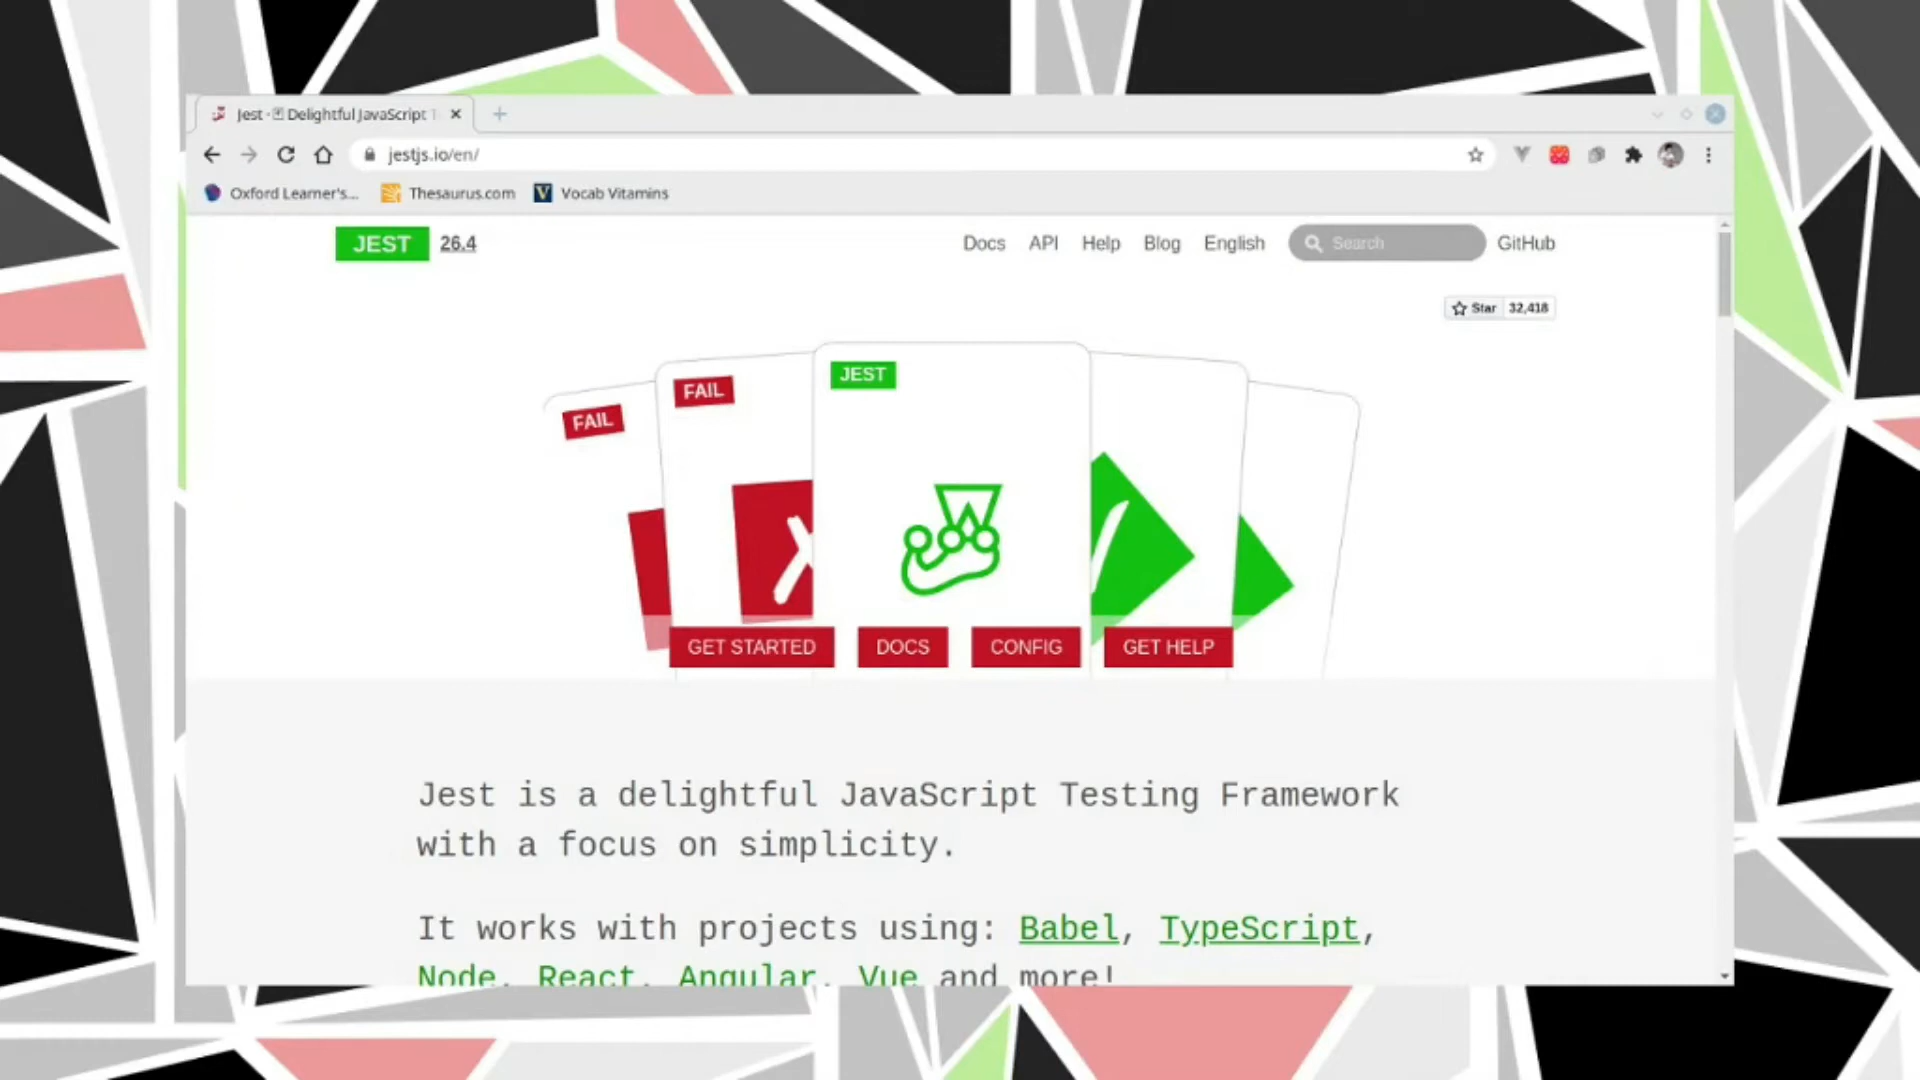 Jest · Delightful JavaScript T
jestjs.io/en/
Oxford Learner's... Thesaurus.com Vocab Vitamins
JEST 26.4 Docs API Help Blog English Search GitHub
Star 32,418
FAIL FAIL JEST
GET STARTED DOCS CONFIG GET HELP
Jest is a delightful JavaScript Testing Framework
with a focus on simplicity.
It works with projects using: Babel, TypeScript,
Node, React, Angular, Vue and more!